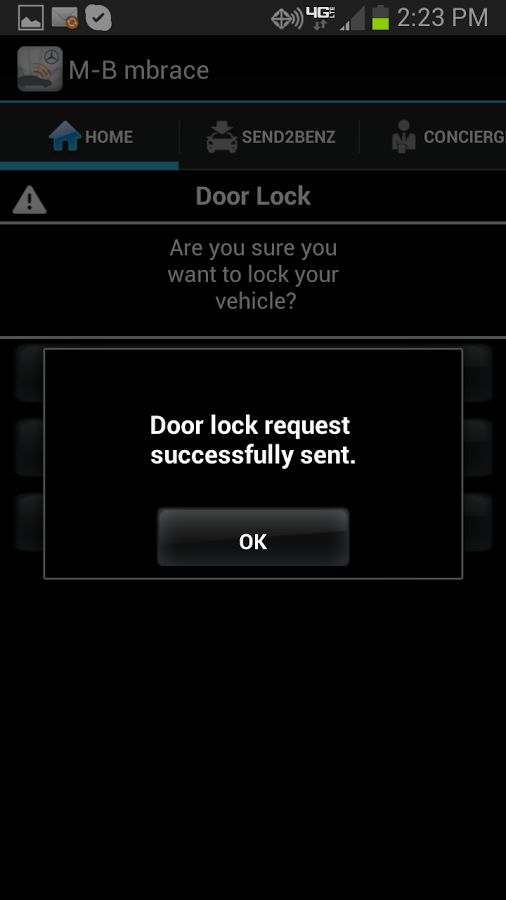 4G LTE 2:23 PM
M-B mbrace
HOME SEND2BENZ CONCIERG
Door Lock
Are you sure you
want to lock your
vehicle?
Door lock request
successfully sent.
OK